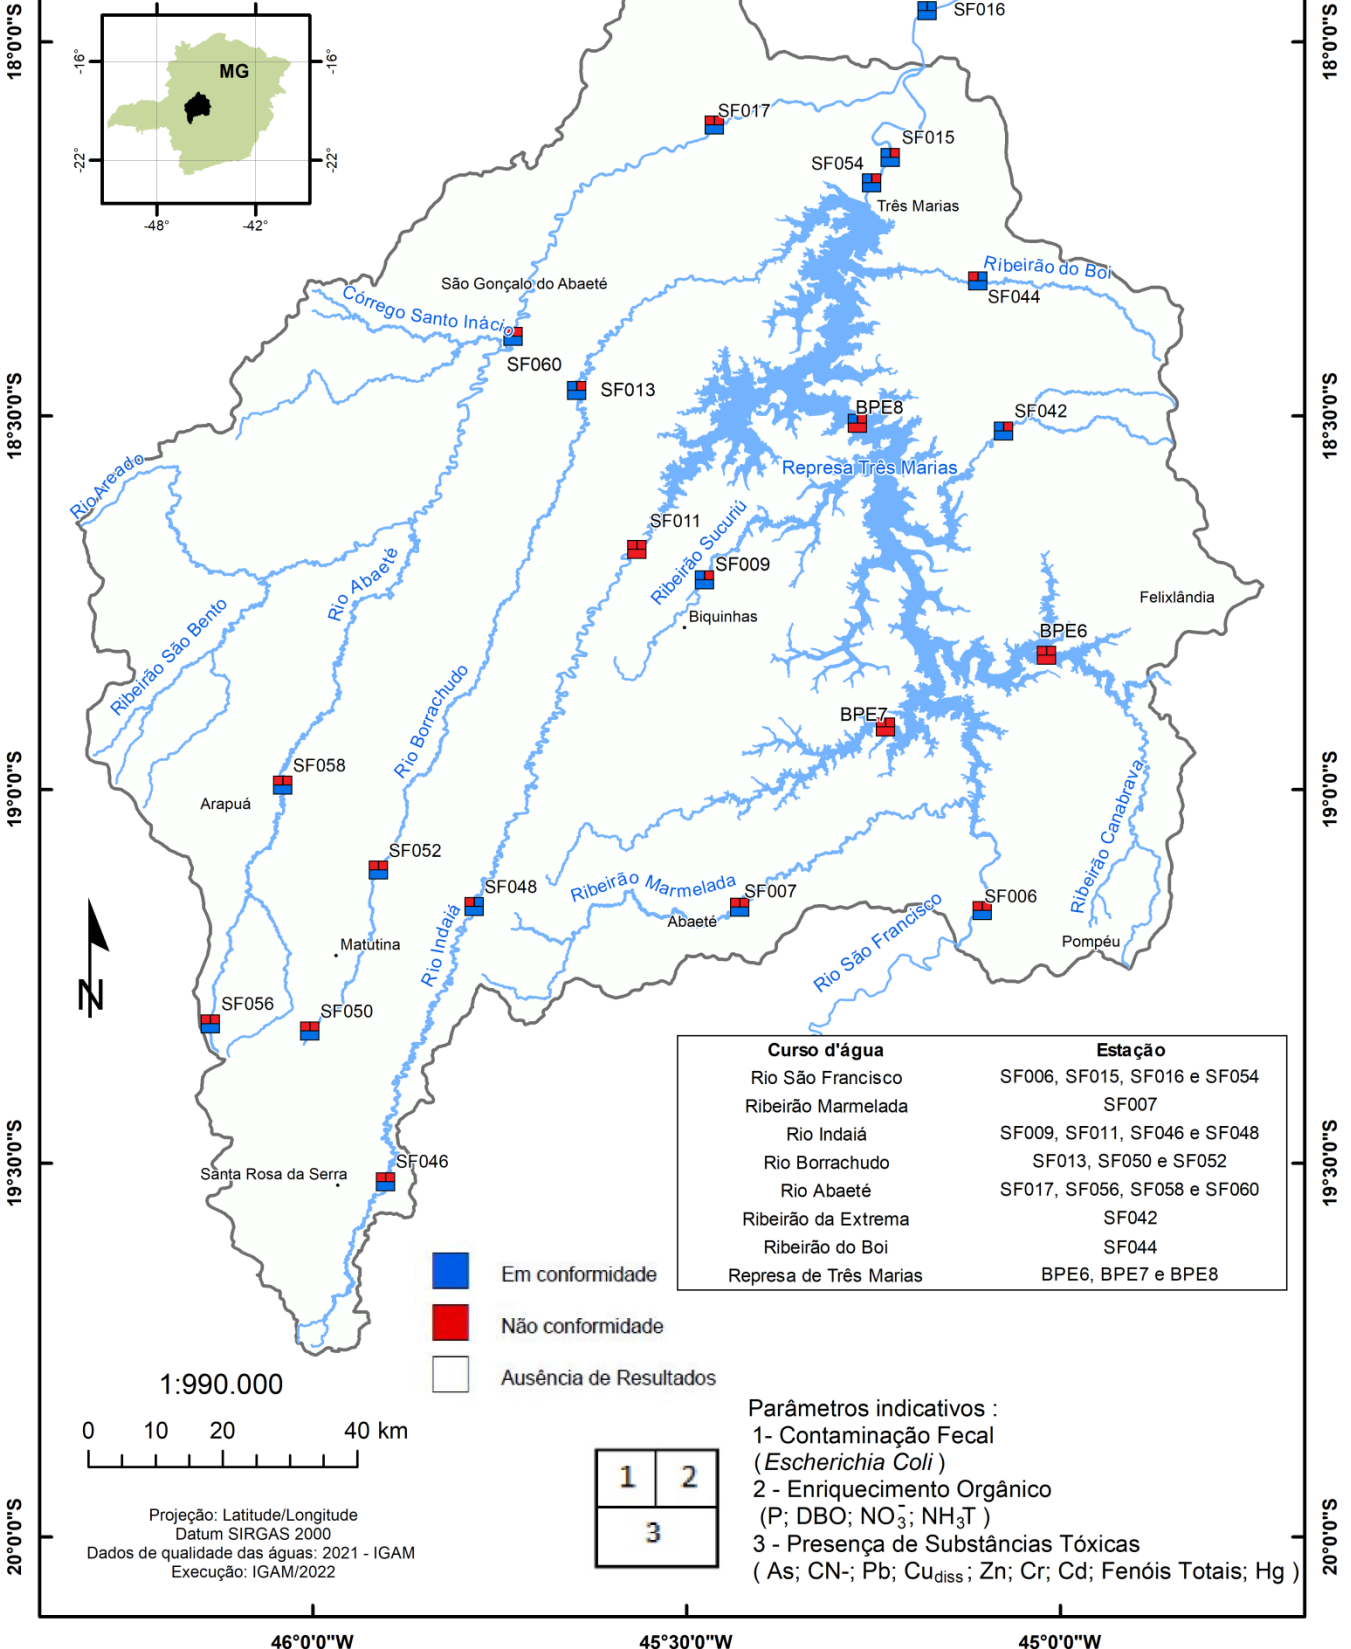 18°0'0"S
18°0'0"S
SF016
MG
-16°
-16°
-22°
-22°
-48°
-42°
SF017
SF015
SF054
Três Marias
Ribeirão do Boi
SF044
São Gonçalo do Abaeté
Córrego Santo Inácio
SF060
SF013
18°30'0"S
18°30'0"S
BPE8
SF042
Represa Três Marias
Rio Areado
SF011
Ribeirão Sucuriú
SF009
Biquinhas
Rio Abaeté
Felixlândia
Ribeirão São Bento
BPE6
Rio Borrachudo
BPE7
SF058
Arapuá
19°0'0"S
19°0'0"S
Ribeirão Canabrava
SF052
SF048
Ribeirão Marmelada
SF007
Abaeté
SF006
Rio São Francisco
Pompéu
Rio Indaiá
Matutina
N
SF056
SF050
Curso d'água Estação
Rio São Francisco SF006, SF015, SF016 e SF054
Ribeirão Marmelada SF007
Rio Indaiá SF009, SF011, SF046 e SF048
Rio Borrachudo SF013, SF050 e SF052
Rio Abaeté SF017, SF056, SF058 e SF060
Ribeirão da Extrema SF042
Ribeirão do Boi SF044
Represa de Três Marias BPE6, BPE7 e BPE8
19°30'0"S
19°30'0"S
SF046
Santa Rosa da Serra
Em conformidade
Não conformidade
Ausência de Resultados
1:990.000
0 10 20 40 km
Projeção: Latitude/Longitude
Datum SIRGAS 2000
Dados de qualidade das águas: 2021 - IGAM
Execução: IGAM/2022
1 2
3
Parâmetros indicativos :
1- Contaminação Fecal
(Escherichia Coli )
2 - Enriquecimento Orgânico
(P; DBO; NO₃⁻; NH₃T )
3 - Presença de Substâncias Tóxicas
( As; CN-; Pb; Cudiss ; Zn; Cr; Cd; Fenóis Totais; Hg )
20°0'0"S
20°0'0"S
46°0'0"W
45°30'0"W
45°0'0"W